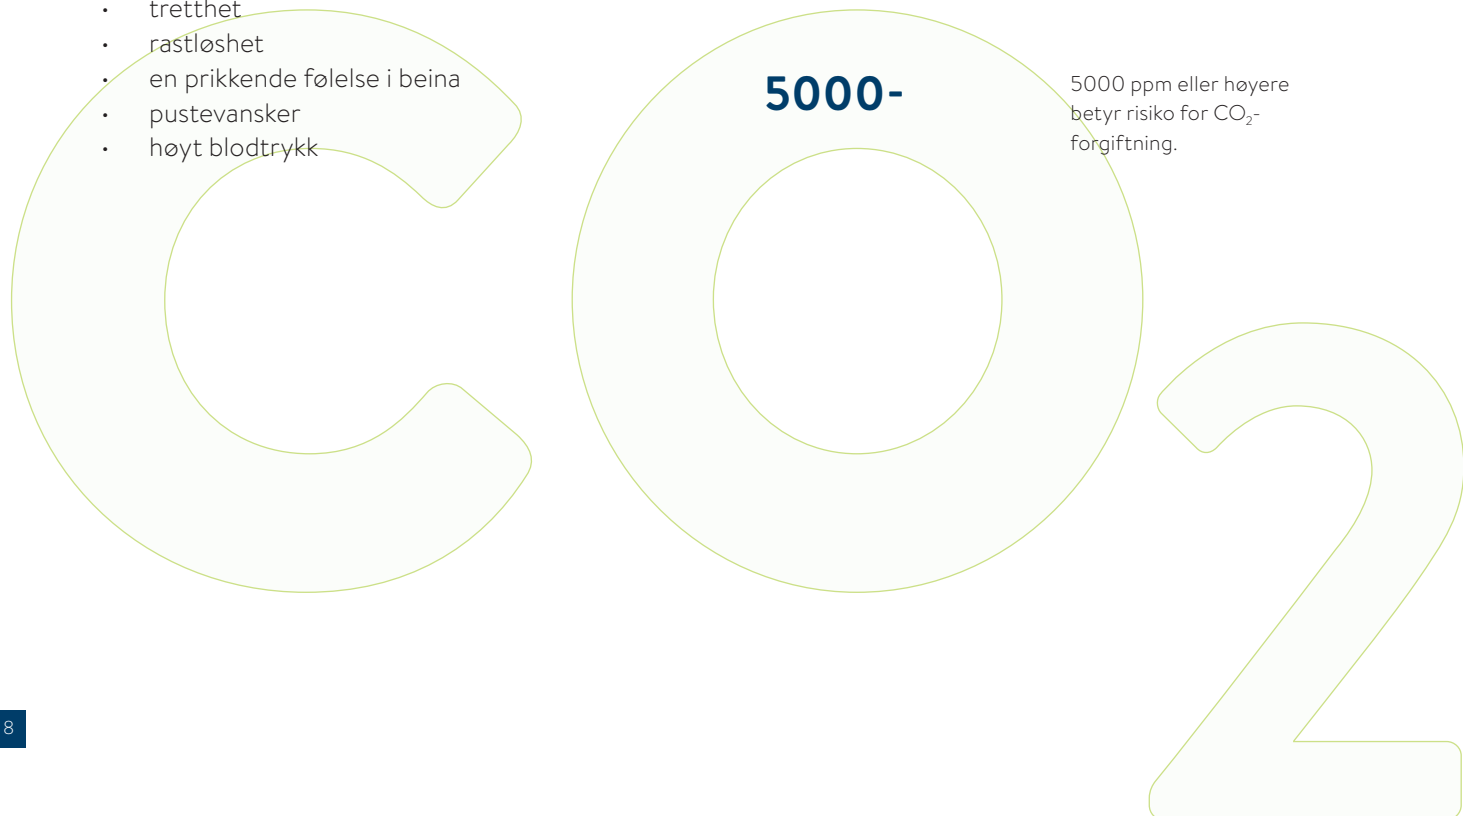 • tretthet
• rastløshet
• en prikkende følelse i beina
• pustevansker
• høyt blodtrykk
5000-
5000 ppm eller høyere
betyr risiko for CO₂-
forgiftning.
CO2
8